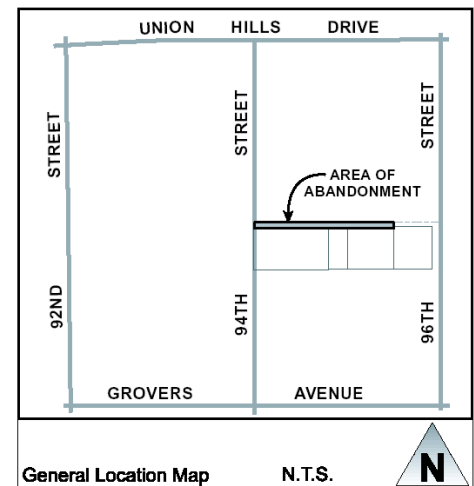 UNION HILLS DRIVE
STREET
STREET
STREET
AREA OF
ABANDONMENT
92ND
94TH
96TH
GROVERS AVENUE
General Location Map N.T.S.
N